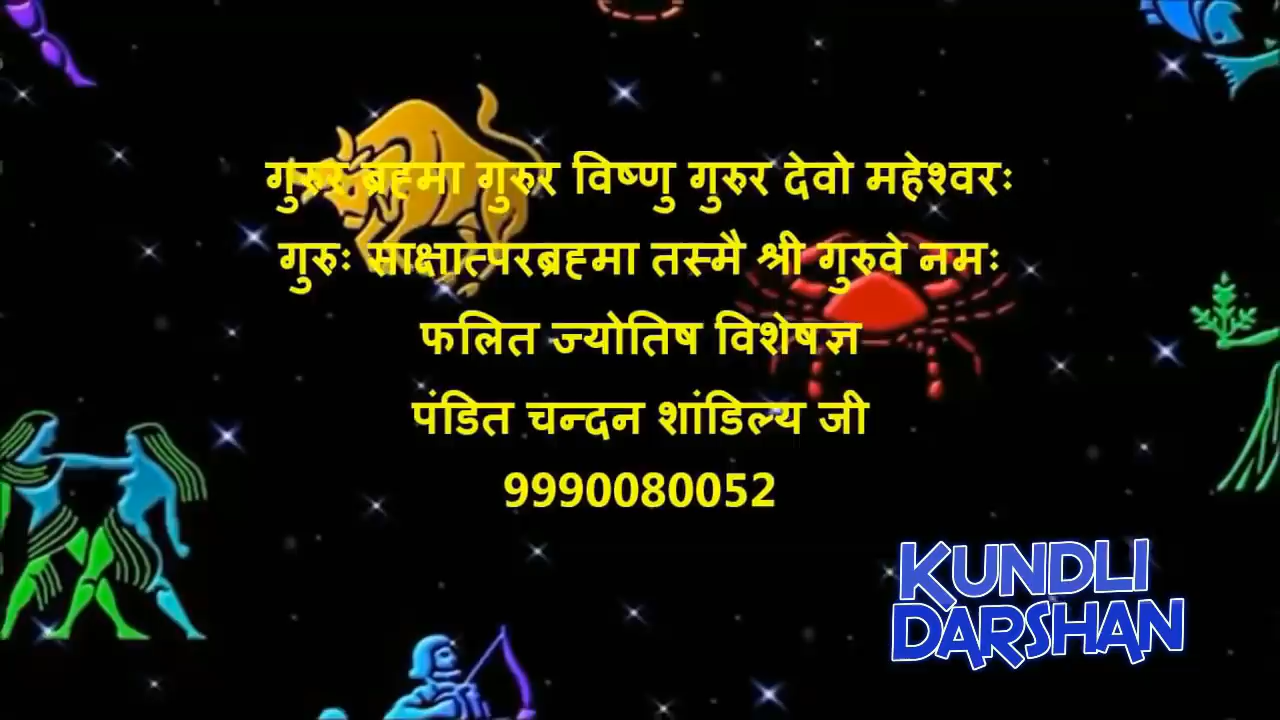 गुरुर ब्रह्मा गुरुर विष्णु गुरुर देवो महेश्वरः
गुरुः साक्षात्परब्रह्मा तस्मै श्री गुरुवे नमः
फलित ज्योतिष विशेषज्ञ
पंडित चन्दन शांडिल्य जी
9990080052
KUNDLI
DARSHAN